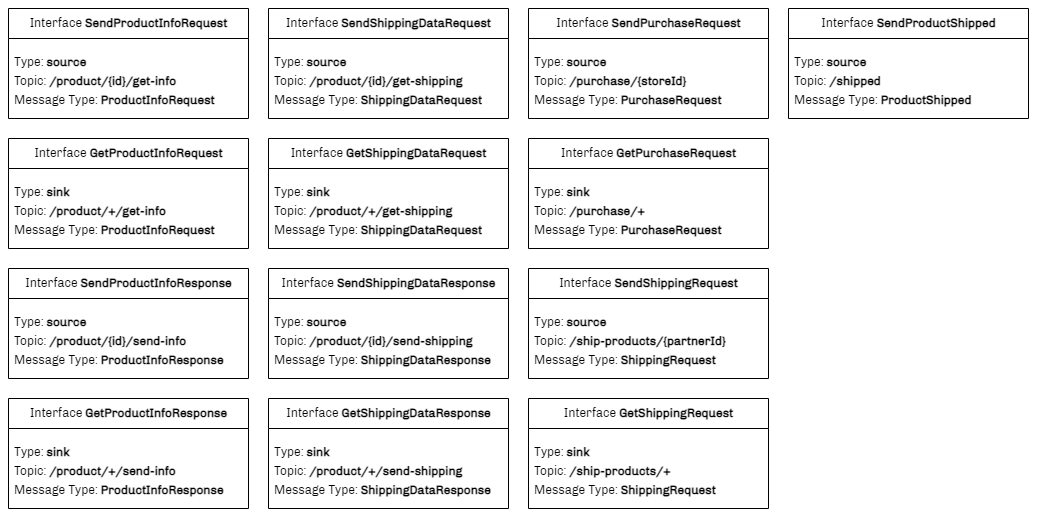 Interface SendProductInfoRequest
Type: source
Topic: /product/{id}/get-info
Message Type: ProductInfoRequest
Interface SendShippingDataRequest
Type: source
Topic: /product/{id}/get-shipping
Message Type: ShippingDataRequest
Interface SendPurchaseRequest
Type: source
Topic: /purchase/{storeId}
Message Type: PurchaseRequest
Interface SendProductShipped
Type: source
Topic: /shipped
Message Type: ProductShipped
Interface GetProductInfoRequest
Type: sink
Topic: /product/+/get-info
Message Type: ProductInfoRequest
Interface GetShippingDataRequest
Type: sink
Topic: /product/+/get-shipping
Message Type: ShippingDataRequest
Interface GetPurchaseRequest
Type: sink
Topic: /purchase/+
Message Type: PurchaseRequest
Interface SendProductInfoResponse
Type: source
Topic: /product/{id}/send-info
Message Type: ProductInfoResponse
Interface SendShippingDataResponse
Type: source
Topic: /product/{id}/send-shipping
Message Type: ShippingDataResponse
Interface SendShippingRequest
Type: source
Topic: /ship-products/{partnerId}
Message Type: ShippingRequest
Interface GetProductInfoResponse
Type: sink
Topic: /product/+/send-info
Message Type: ProductInfoResponse
Interface GetShippingDataResponse
Type: sink
Topic: /product/+/send-shipping
Message Type: ShippingDataResponse
Interface GetShippingRequest
Type: sink
Topic: /ship-products/+
Message Type: ShippingRequest